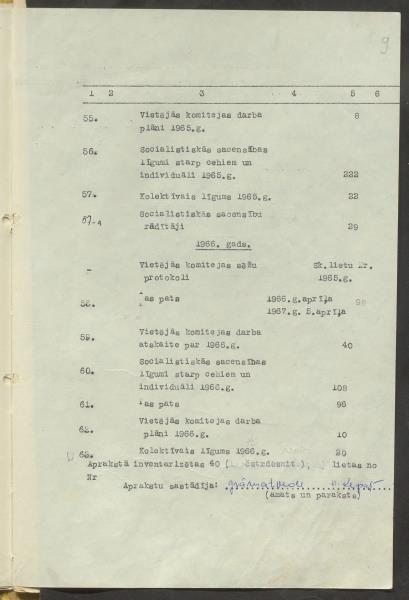 9
1 2 3 4 5 6
55. Vietējās komitejas darba 8
plāni 1965.g.
56. Sociālistiskās sacensības
līgumi starp cehiem un
individuāli 1965.g. 222
57. Kolektīvais līgums 1965.g. 22
57-a Sociālistiskās sacensību
rādītāji 29
1966. gads.
- Vietējās komitejas sēžu Sk.lietu Nr.
protokoli 1965.g.
58. Tas pats 1966.g.aprīļa 98
1967.g. 5.aprīļa
59. Vietējās komitejas darba
atskaite par 1966.g. 40
60. Sociālistiskās sacensības
līgumi starp cehiem un
individuāli 1966.g. 108
61. Tas pats 96
62. Vietējās komitejas darba
plāni 1966.g. 10
63. Kolektīvais līgums 1966.g. 20
Aprakstā inventarizētas 40 ( lietas no
Nr
Aprakstu sastādīja: grāmatvede
(amats un paraksts)